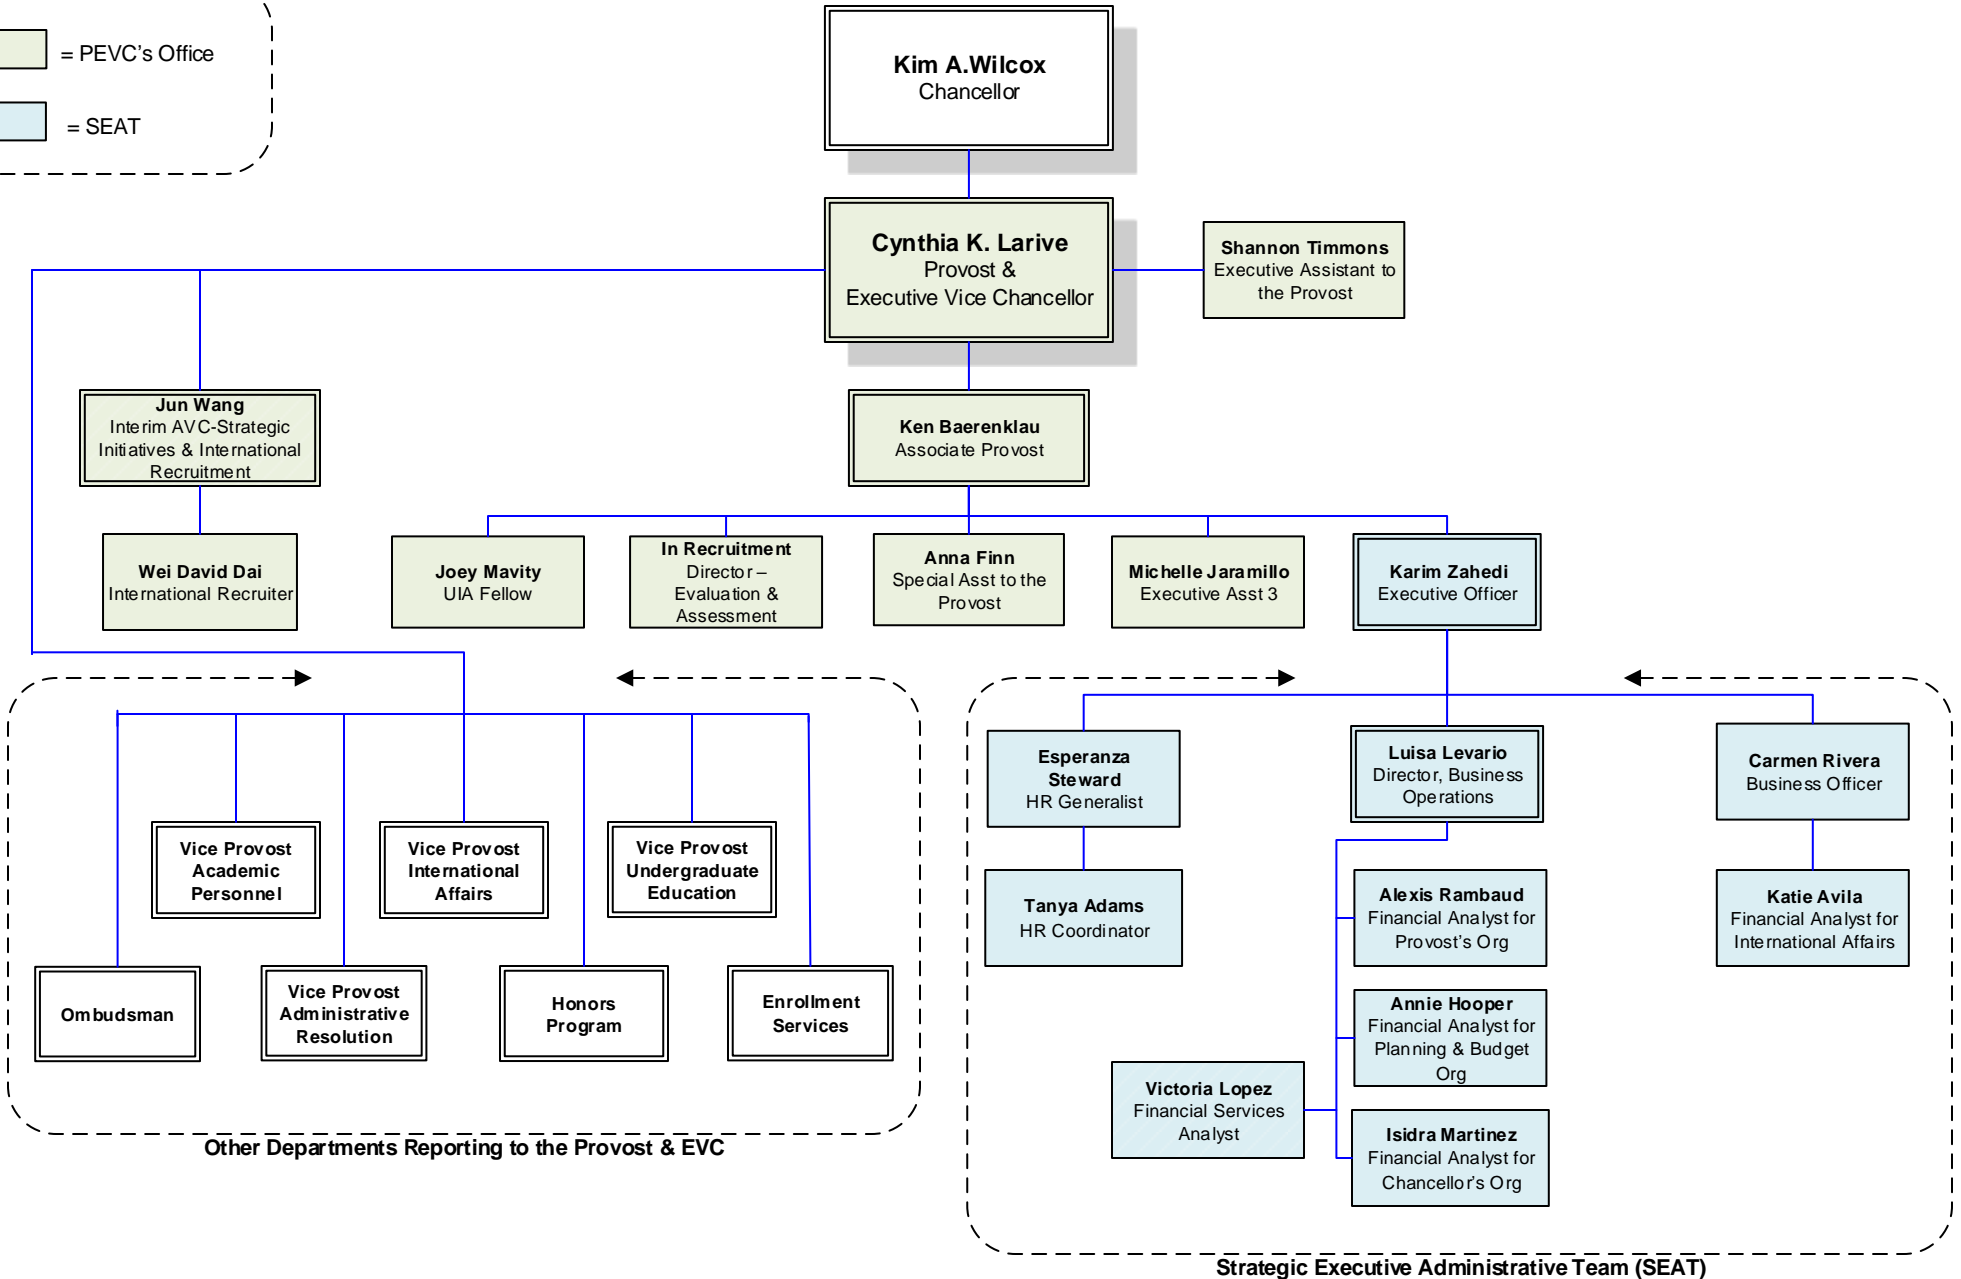 = PEVC's Office
= SEAT
Kim A.Wilcox
Chancellor
Cynthia K. Larive
Provost &
Executive Vice Chancellor
Shannon Timmons
Executive Assistant to
the Provost
Jun Wang
Interim AVC-Strategic
Initiatives & International
Recruitment
Ken Baerenklau
Associate Provost
Wei David Dai
International Recruiter
Joey Mavity
UIA Fellow
In Recruitment
Director –
Evaluation &
Assessment
Anna Finn
Special Asst to the
Provost
Michelle Jaramillo
Executive Asst 3
Karim Zahedi
Executive Officer
Vice Provost
Academic
Personnel
Vice Provost
International
Affairs
Vice Provost
Undergraduate
Education
Ombudsman
Vice Provost
Administrative
Resolution
Honors
Program
Enrollment
Services
Other Departments Reporting to the Provost & EVC
Esperanza
Steward
HR Generalist
Luisa Levario
Director, Business
Operations
Carmen Rivera
Business Officer
Tanya Adams
HR Coordinator
Alexis Rambaud
Financial Analyst for
Provost's Org
Katie Avila
Financial Analyst for
International Affairs
Annie Hooper
Financial Analyst for
Planning & Budget
Org
Victoria Lopez
Financial Services
Analyst
Isidra Martinez
Financial Analyst for
Chancellor's Org
Strategic Executive Administrative Team (SEAT)